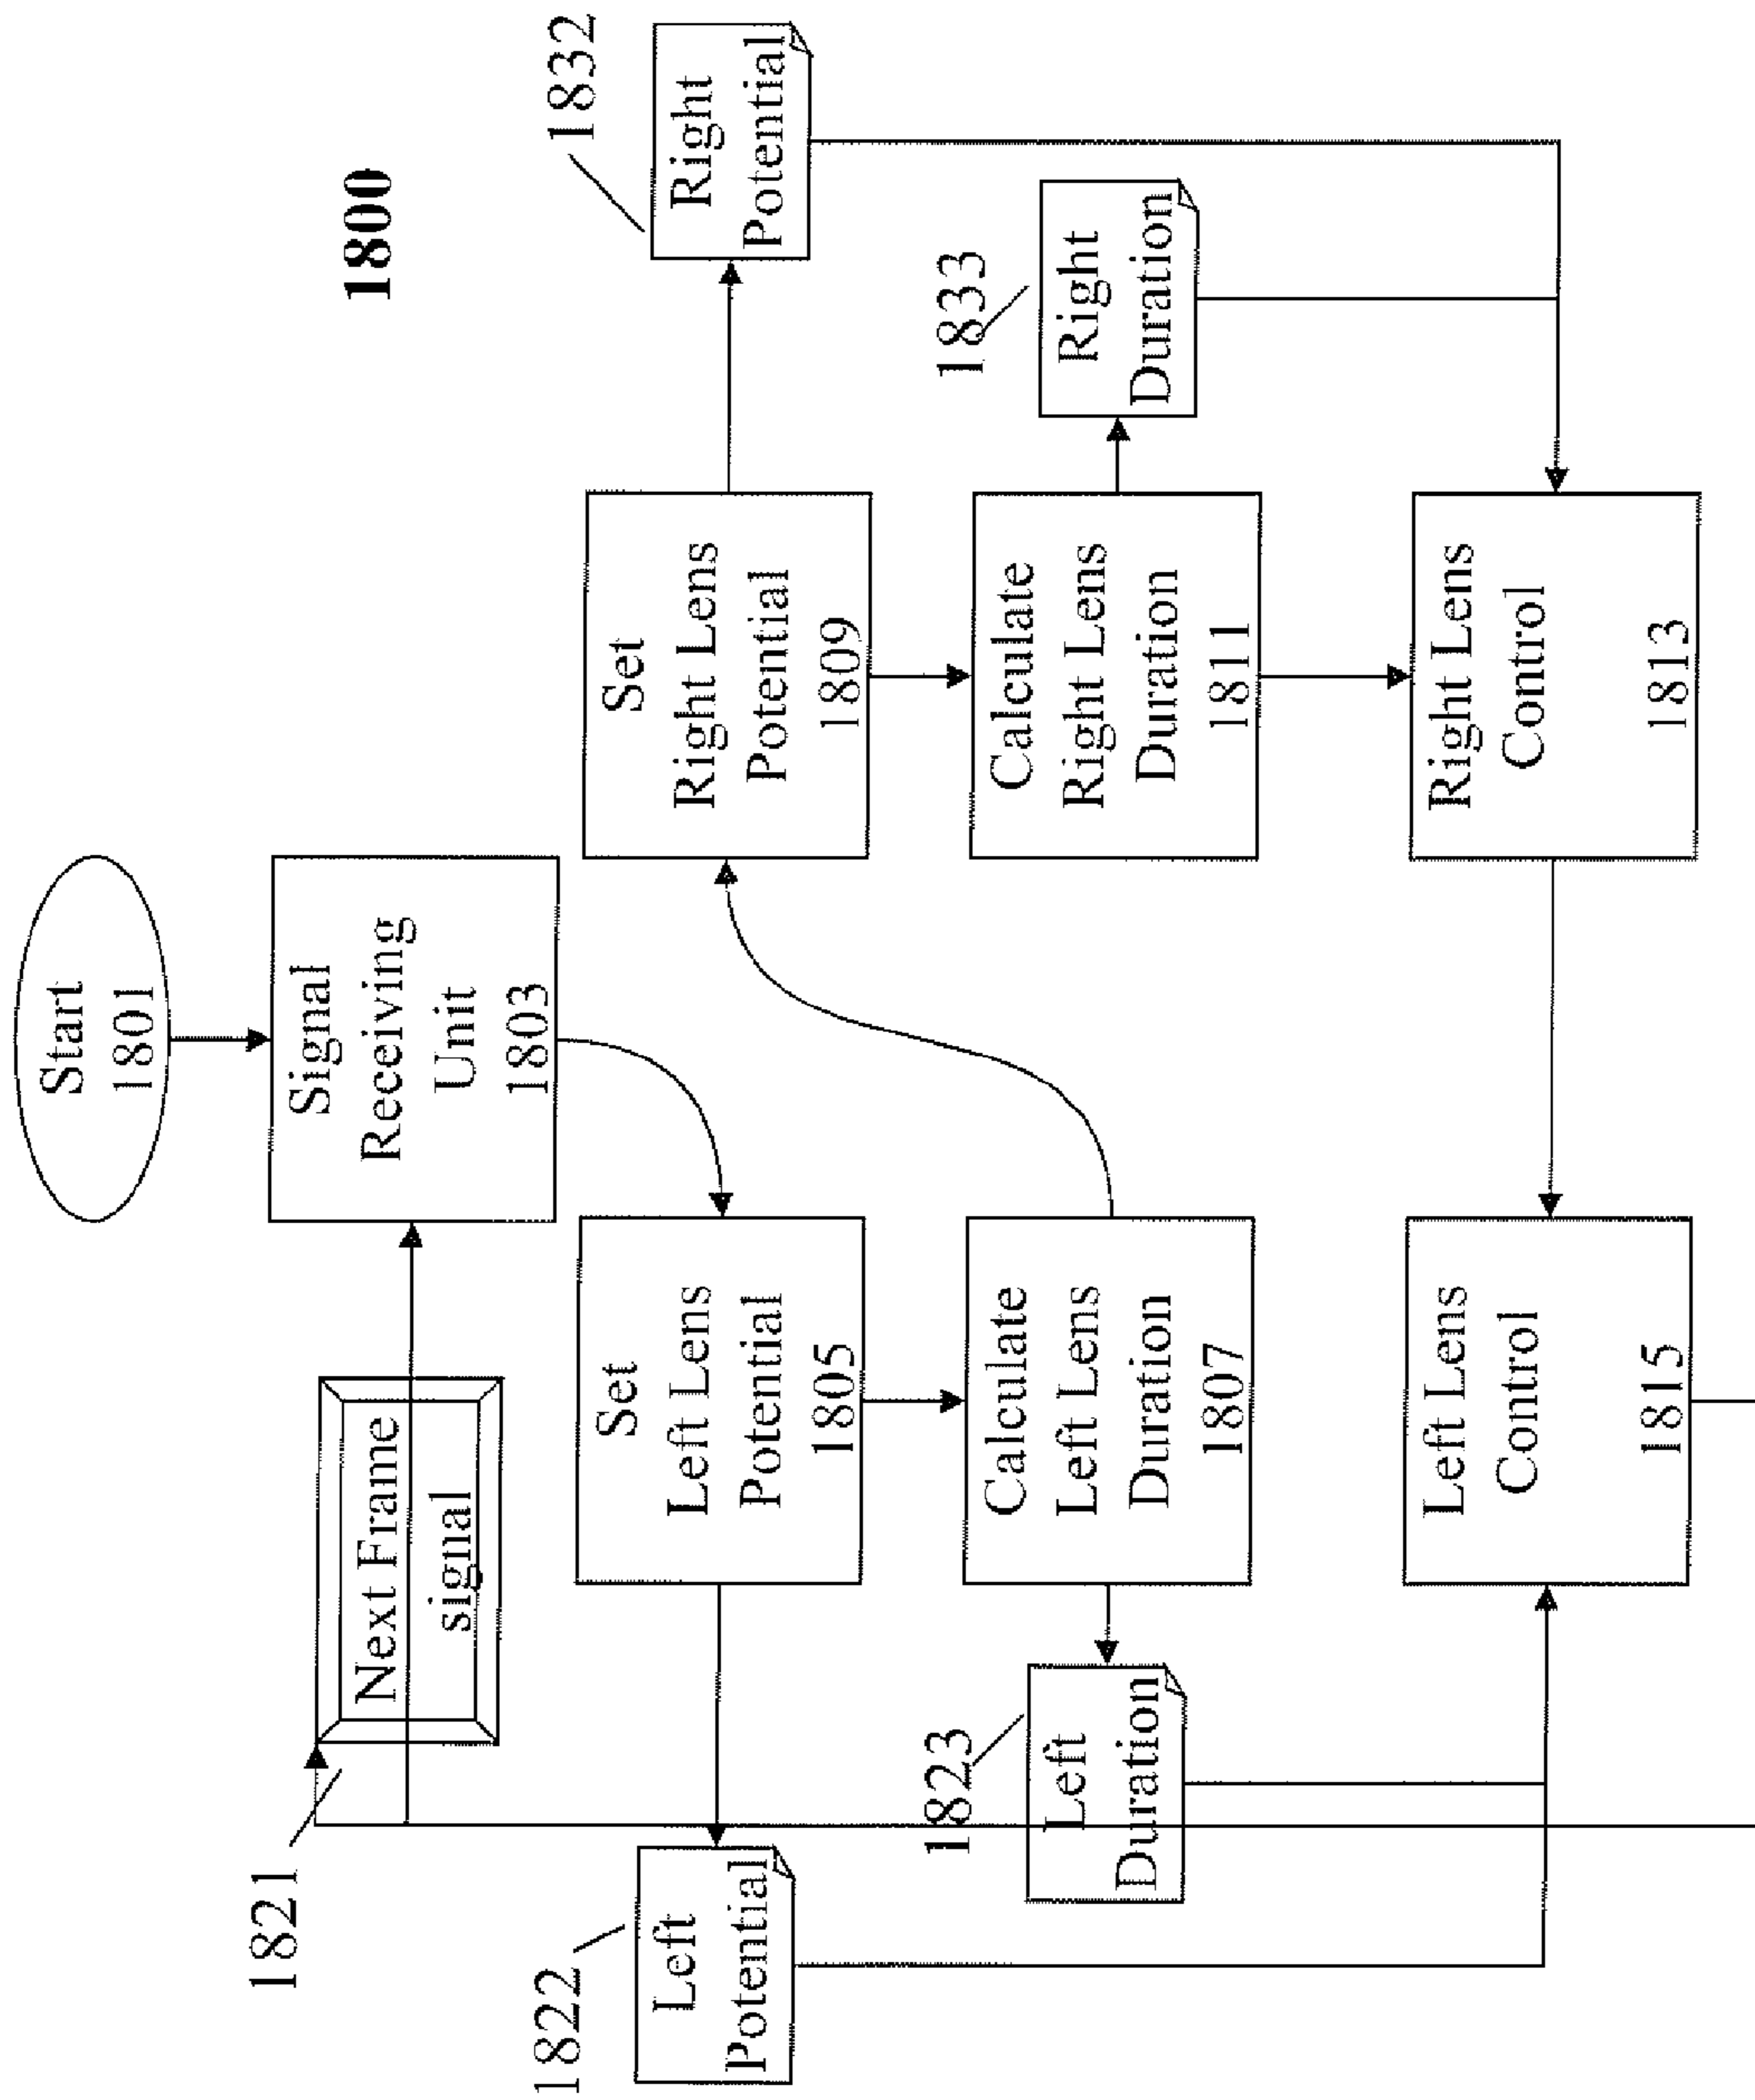 1800
Start
1801
Signal
Receiving
Unit
1803
1821
Next Frame
signal
1822
Left
Potential
Set
Left Lens
Potential
1805
Set
Right Lens
Potential
1809
1832
Right
Potential
1823
Left
Duration
Calculate
Left Lens
Duration
1807
Calculate
Right Lens
Duration
1811
1833
Right
Duration
Left Lens
Control
1815
Right Lens
Control
1813